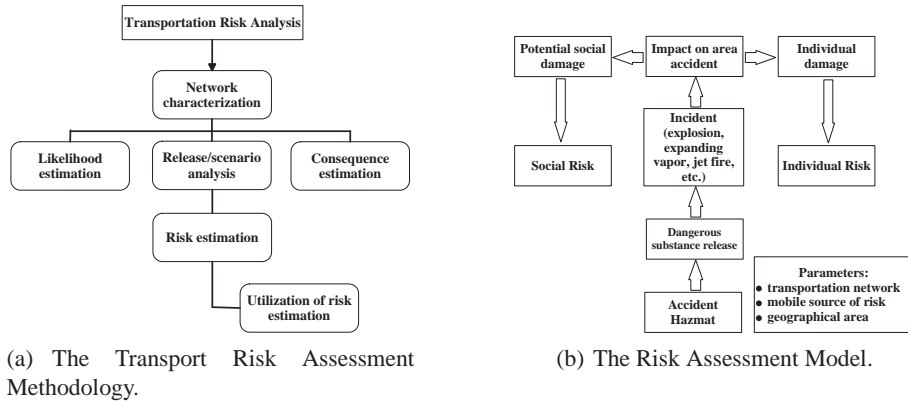 Transportation Risk Analysis
Network
characterization
Likelihood
estimation
Release/scenario
analysis
Consequence
estimation
Risk estimation
Utilization of risk
estimation
(a) The Transport Risk Assessment
Methodology.
Potential social
damage
Impact on area
accident
Individual
damage
Incident
(explosion,
expanding
vapor, jet fire,
etc.)
Social Risk
Individual Risk
Dangerous
substance release
Accident
Hazmat
Parameters:
● transportation network
● mobile source of risk
● geographical area
(b) The Risk Assessment Model.